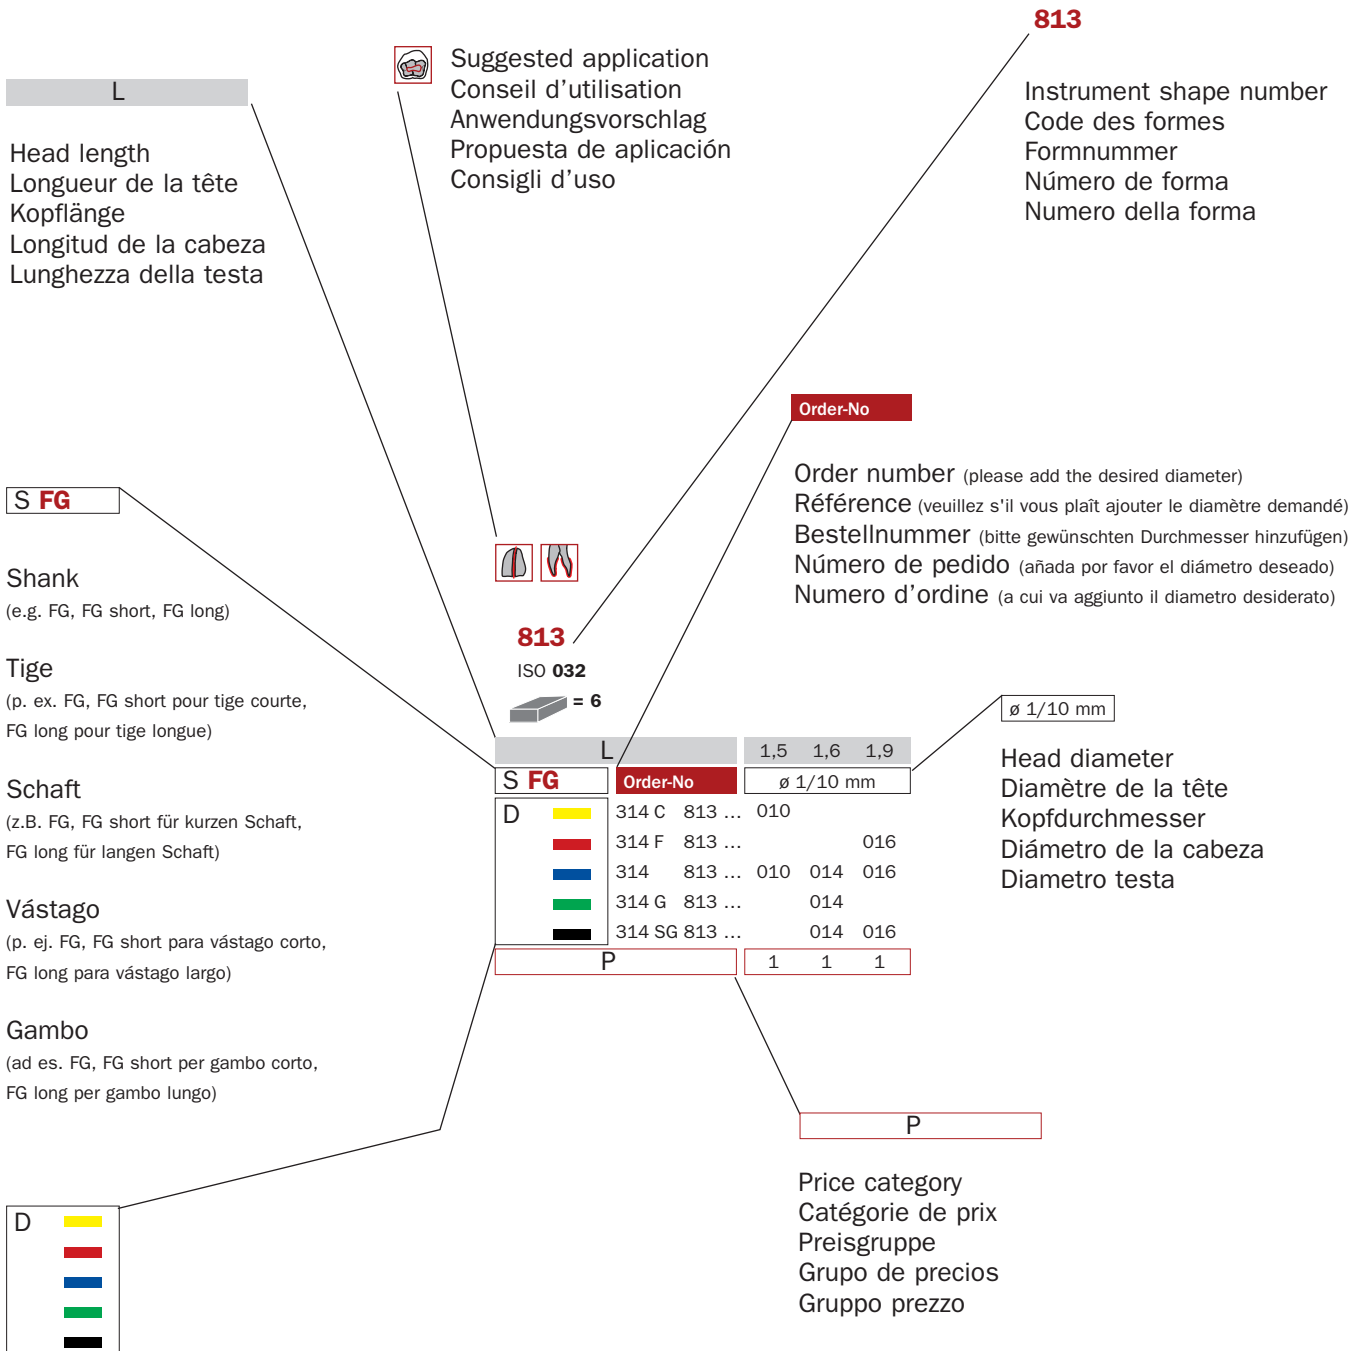 813
Suggested application
Conseil d'utilisation
Anwendungsvorschlag
Propuesta de aplicación
Consigli d'uso
L
Head length
Longueur de la tête
Kopflänge
Longitud de la cabeza
Lunghezza della testa
Instrument shape number
Code des formes
Formnummer
Número de forma
Numero della forma
Order-No
Order number (please add the desired diameter)
Référence (veuillez s'il vous plaît ajouter le diamètre demandé)
Bestellnummer (bitte gewünschten Durchmesser hinzufügen)
Número de pedido (añada por favor el diámetro deseado)
Numero d'ordine (a cui va aggiunto il diametro desiderato)
S FG
Shank
(e.g. FG, FG short, FG long)
Tige
(p. ex. FG, FG short pour tige courte,
FG long pour tige longue)
Schaft
(z.B. FG, FG short für kurzen Schaft,
FG long für langen Schaft)
Vástago
(p. ej. FG, FG short para vástago corto,
FG long para vástago largo)
Gambo
(ad es. FG, FG short per gambo corto,
FG long per gambo lungo)
813
ISO 032
= 6
L 1,5 1,6 1,9
S FG Order-No ø 1/10 mm
D 314 C 813 ... 010
314 F 813 ... 016
314 813 ... 010 014 016
314 G 813 ... 014
314 SG 813 ... 014 016
P 1 1 1
ø 1/10 mm
Head diameter
Diamètre de la tête
Kopfdurchmesser
Diámetro de la cabeza
Diametro testa
P
Price category
Catégorie de prix
Preisgruppe
Grupo de precios
Gruppo prezzo
D